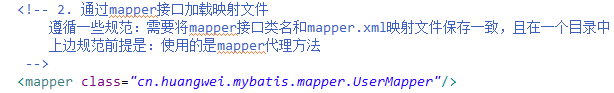 <!-- 2. 通过mapper接口加载映射文件
遵循一些规范：需要将mapper接口类名和mapper.xml映射文件保存一致，且在一个目录中
上边规范前提是：使用的是mapper代理方法
-->
<mapper class="cn.huangwei.mybatis.mapper.UserMapper"/>